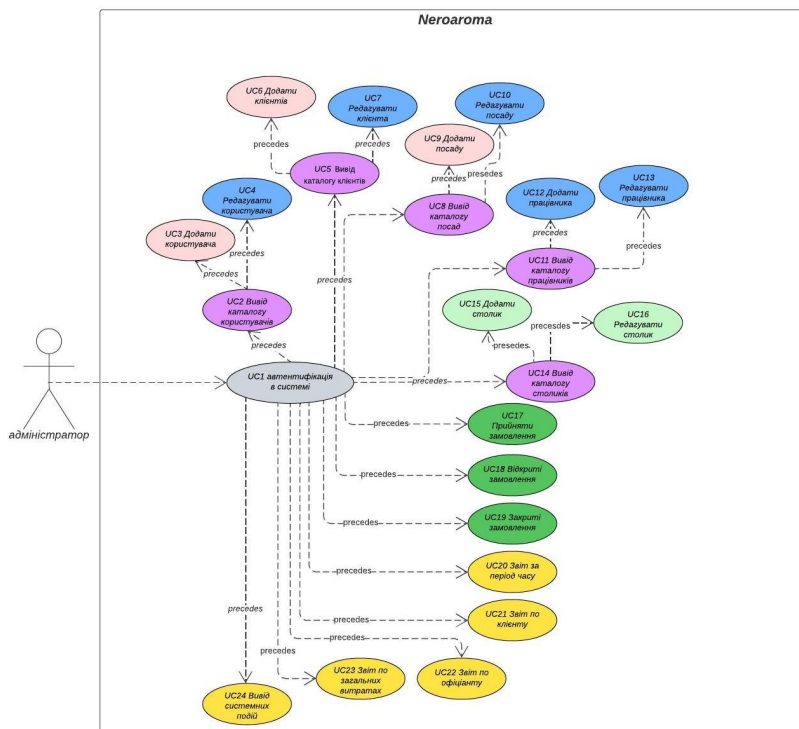 Neroaroma
UC6 Додати
клієнтів
UC7
Редагувати
клієнта
UC10
Редагувати
посаду
precedes
precedes
UC9 Додати
посаду
precedes
precedes
UC5 Вивід
каталогу клієнтів
UC4
Редагувати
користувача
UC8 Вивід
каталогу
посад
UC12 Додати
працівника
UC13
Редагувати
працівника
UC3 Додати
користувача
precedes
precedes
precedes
precedes
precedes
UC11 Вивід
каталогу
працівників
UC2 Вивід
каталогу
користувачів
precedes
precedes
precedes
UC15 Додати
столик
UC16
Редагувати
столик
precesdes
presedes
precedes
UC1 автентифікація
в системі
precedes
UC14 Вивід
каталогу
столиків
адміністратор
precedes
UC17
Прийняти
замовлення
precedes
UC18 Відкриті
замовлення
precedes
UC19 Закриті
замовлення
precedes
UC20 Звіт за
період часу
precedes
UC21 Звіт по
клієнту
precedes
precedes
precedes
UC23 Звіт по
загальних
витратах
UC22 Звіт по
офіціанту
UC24 Вивід
системних
подій